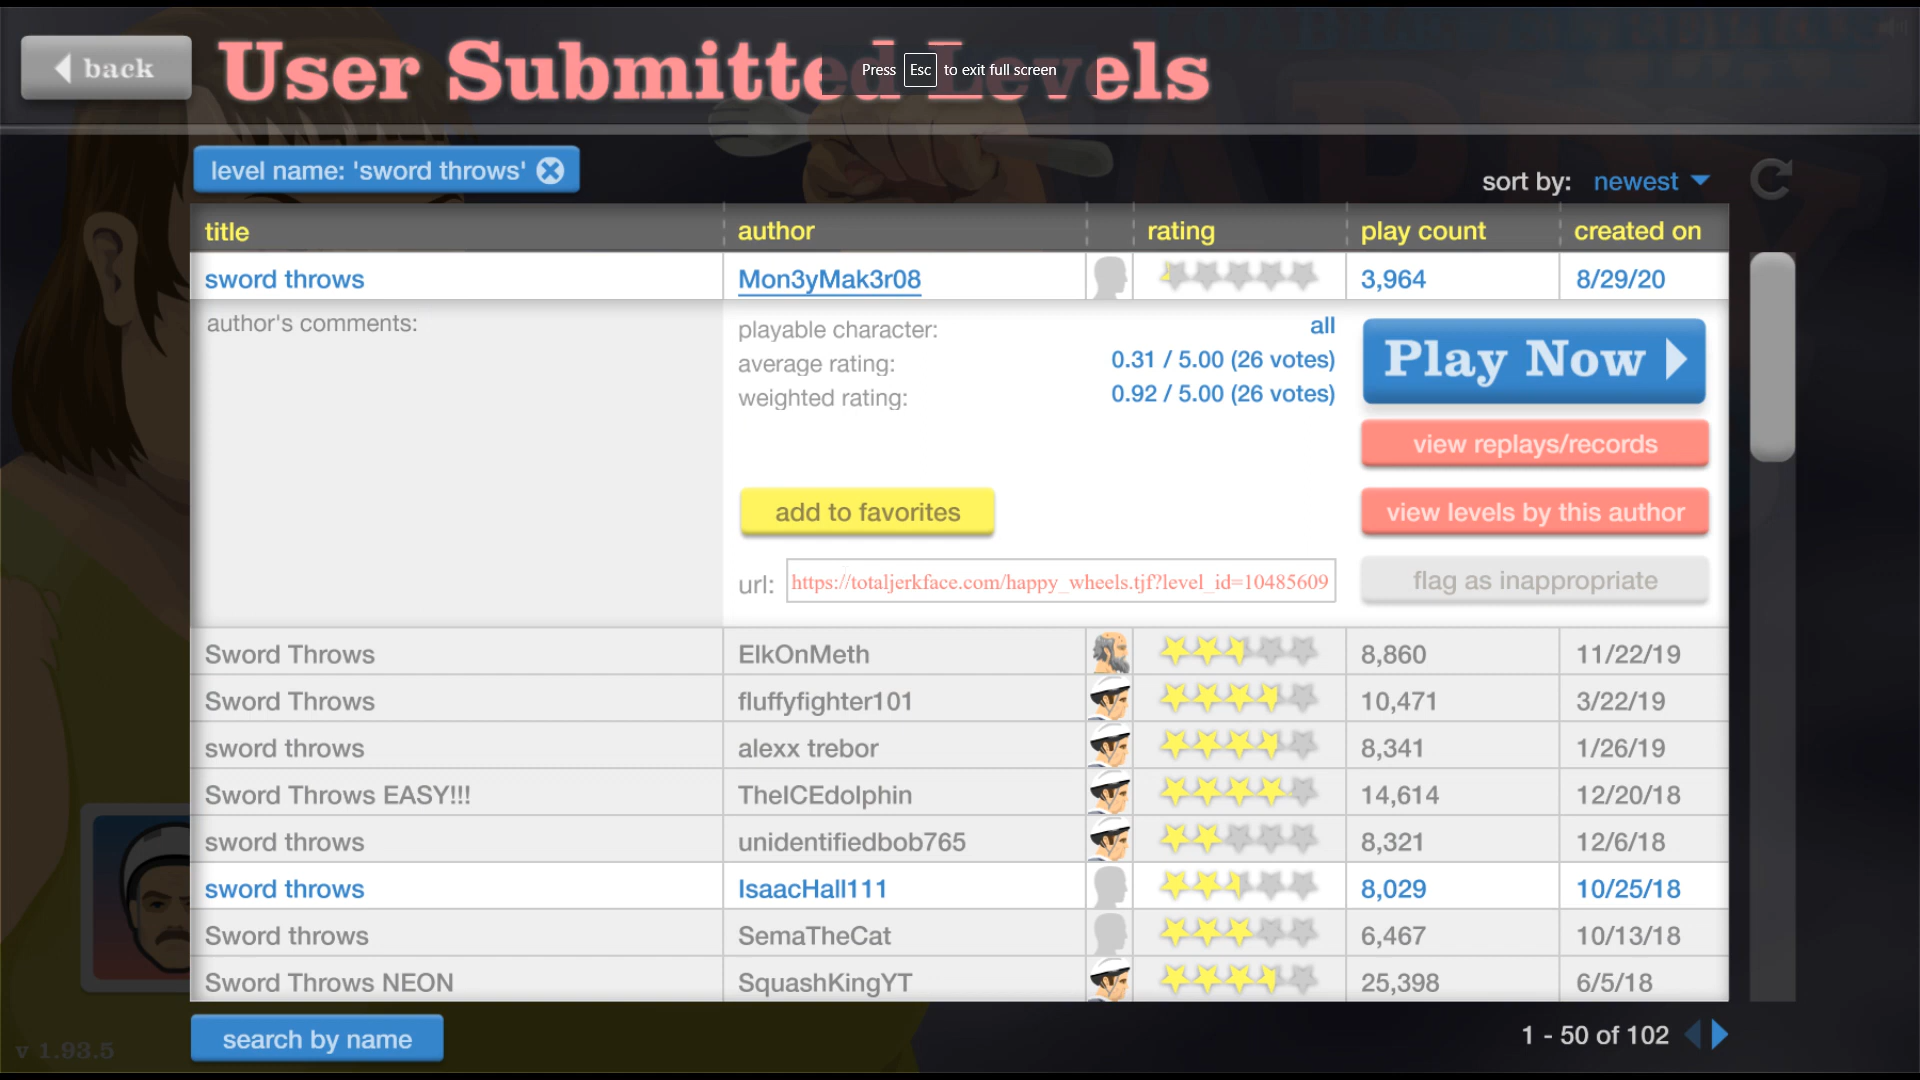 back
User Submitted Levels
Press Esc to exit full screen
level name: 'sword throws'
sort by: newest
title author rating play count created on
sword throws Mon3yMak3r08 3,964 8/29/20
author's comments:
playable character: all
average rating: 0.31 / 5.00 (26 votes)
weighted rating: 0.92 / 5.00 (26 votes)
Play Now
view replays/records
add to favorites
view levels by this author
url: https://totaljerkface.com/happy_wheels.tjf?level_id=10485609
flag as inappropriate
Sword Throws ElkOnMeth 8,860 11/22/19
Sword Throws fluffyfighter101 10,471 3/22/19
sword throws alexx trebor 8,341 1/26/19
Sword Throws EASY!!! TheICEdolphin 14,614 12/20/18
sword throws unidentifiedbob765 8,321 12/6/18
sword throws IsaacHall111 8,029 10/25/18
Sword throws SemaTheCat 6,467 10/13/18
Sword Throws NEON SquashKingYT 25,398 6/5/18
search by name
1 - 50 of 102
v 1.93.5